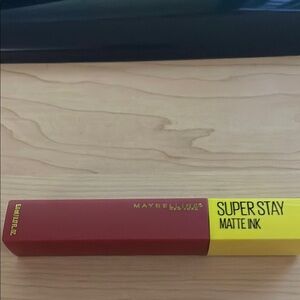 MAYBELLINE
NEW YORK
SUPER STAY
MATTE INK